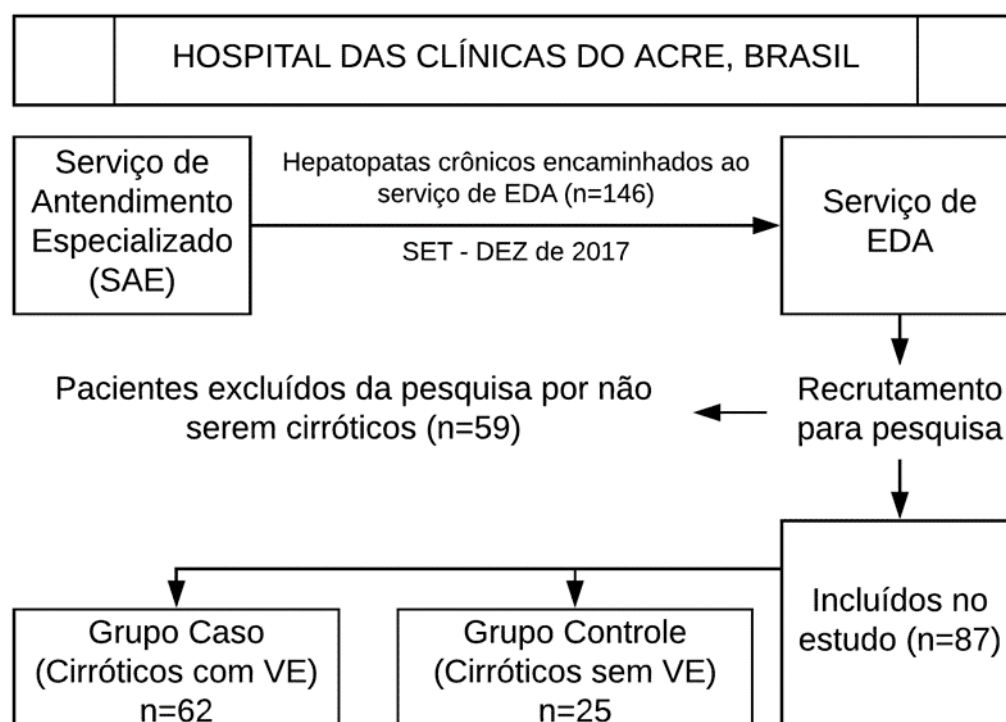 HOSPITAL DAS CLÍNICAS DO ACRE, BRASIL
Serviço de
Antendimento
Especializado
(SAE)
Hepatopatas crônicos encaminhados ao
serviço de EDA (n=146)
SET - DEZ de 2017
Serviço de
EDA
Recrutamento
para pesquisa
Pacientes excluídos da pesquisa por não
serem cirróticos (n=59)
Incluídos no
estudo (n=87)
Grupo Caso
(Cirróticos com VE)
n=62
Grupo Controle
(Cirróticos sem VE)
n=25